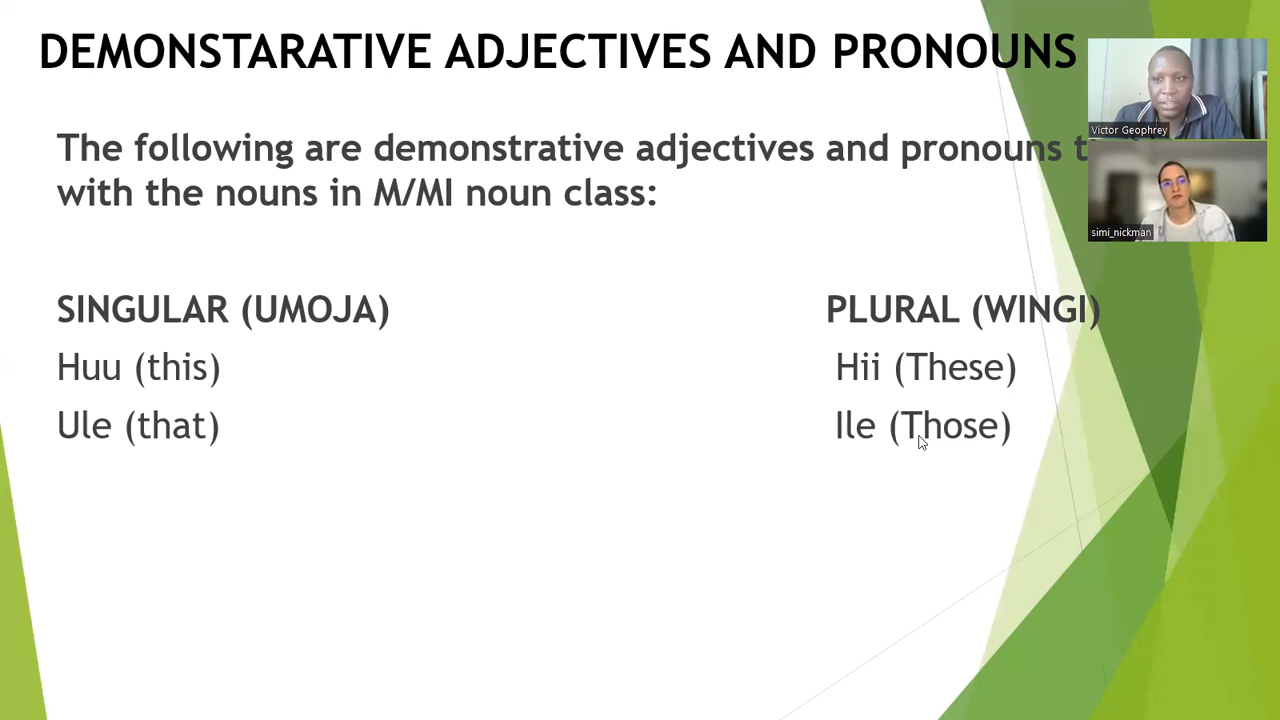 DEMONSTARATIVE ADJECTIVES AND PRONOUNS
The following are demonstrative adjectives and pronouns
with the nouns in M/MI noun class:
SINGULAR (UMOJA)
PLURAL (WINGI)
Huu (this)
Hii (These)
Ule (that)
Ile (Those)
Victor Geophrey
simi_nickman